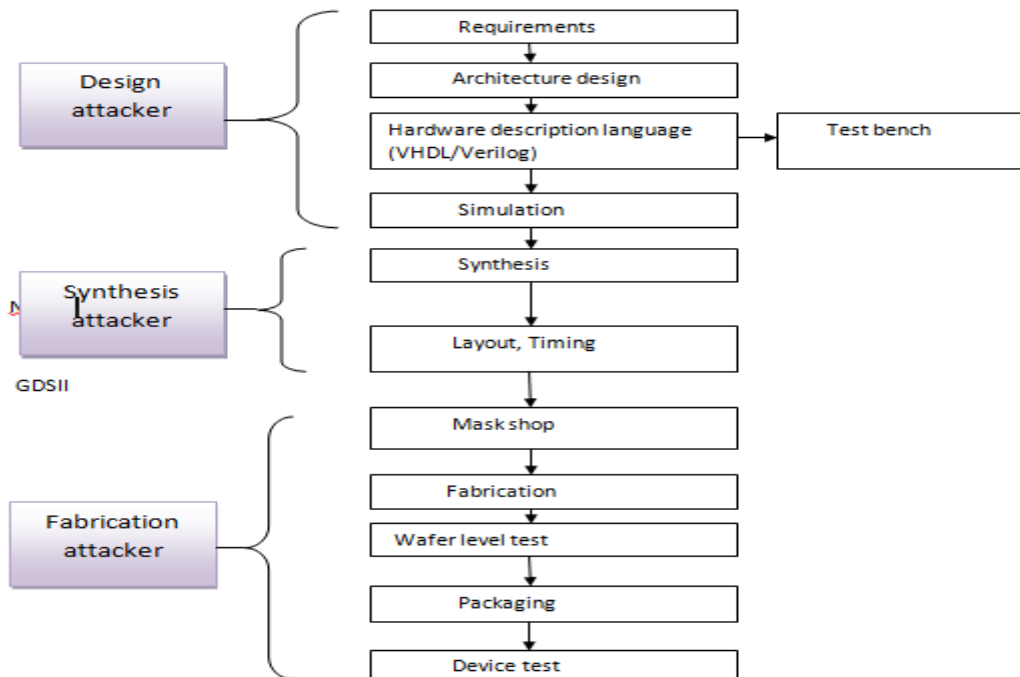 Requirements
Design
attacker
Architecture design
Hardware description language
(VHDL/Verilog)
Test bench
Simulation
Synthesis
attacker
Synthesis
Layout, Timing
GDSII
Mask shop
Fabrication
attacker
Fabrication
Wafer level test
Packaging
Device test